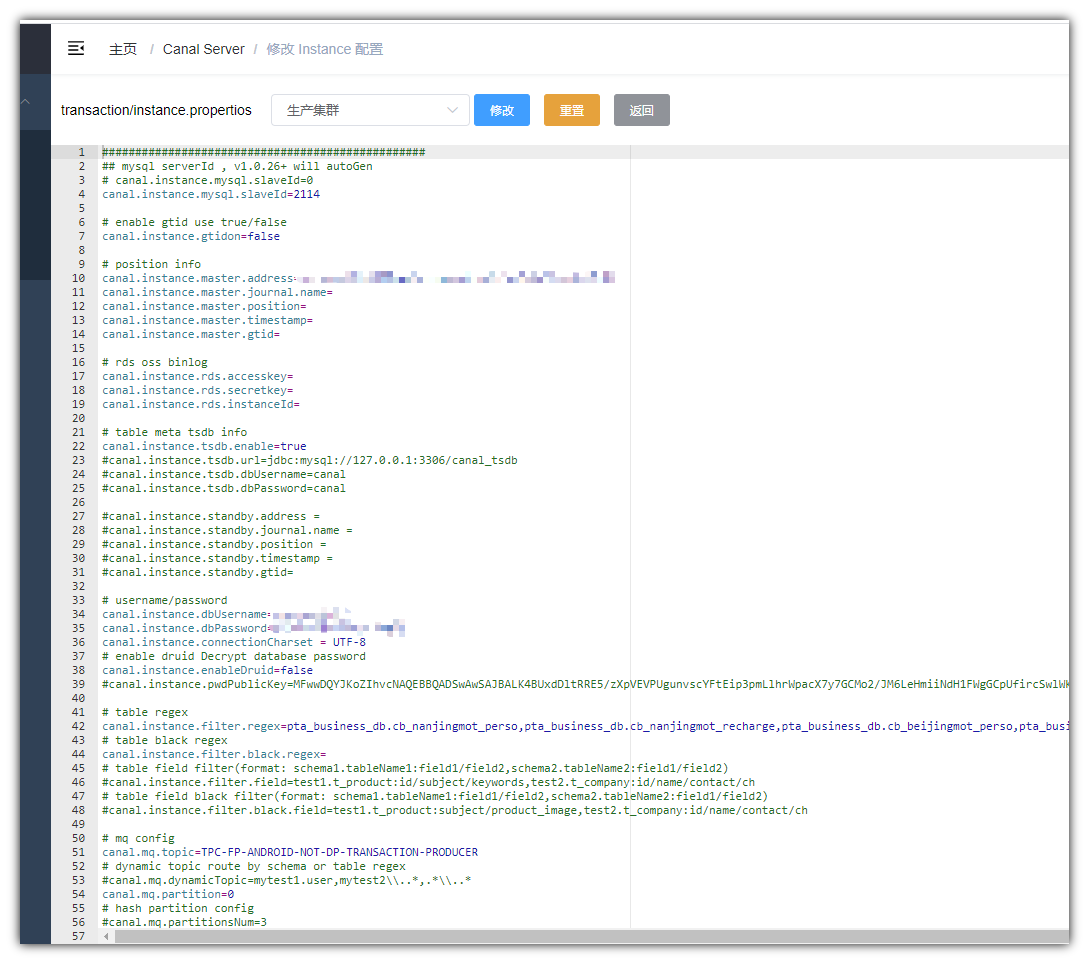 主页 / Canal Server / 修改 Instance 配置
transaction/instance.propertios 生产集群 修改 重置 返回
1 #################################################
2 ## mysql serverId , v1.0.26+ will autoGen
3 # canal.instance.mysql.slaveId=0
4 canal.instance.mysql.slaveId=2114
5
6 # enable gtid use true/false
7 canal.instance.gtidon=false
8
9 # position info
10 canal.instance.master.address=
11 canal.instance.master.journal.name=
12 canal.instance.master.position=
13 canal.instance.master.timestamp=
14 canal.instance.master.gtid=
15
16 # rds oss binlog
17 canal.instance.rds.accesskey=
18 canal.instance.rds.secretkey=
19 canal.instance.rds.instanceId=
20
21 # table meta tsdb info
22 canal.instance.tsdb.enable=true
23 #canal.instance.tsdb.url=jdbc:mysql://127.0.0.1:3306/canal_tsdb
24 #canal.instance.tsdb.dbUsername=canal
25 #canal.instance.tsdb.dbPassword=canal
26
27 #canal.instance.standby.address =
28 #canal.instance.standby.journal.name =
29 #canal.instance.standby.position =
30 #canal.instance.standby.timestamp =
31 #canal.instance.standby.gtid=
32
33 # username/password
34 canal.instance.dbUsername=
35 canal.instance.dbPassword=
36 canal.instance.connectionCharset = UTF-8
37 # enable druid Decrypt database password
38 canal.instance.enableDruid=false
39 #canal.instance.pwdPublicKey=MFwwDQYJKoZIhvcNAQEBBQADSwAwSAJBALK4BUxdDltRRE5/zXpVEVPUgunvscYFtEip3pmLlhrWpacX7y7GCMo2/JM6LeHmiiNdH1FWgGCpUfircSwlWK
40
41 # table regex
42 canal.instance.filter.regex=pta_business_db.cb_nanjingmot_perso,pta_business_db.cb_nanjingmot_recharge,pta_business_db.cb_beijingmot_perso,pta_busi
43 # table black regex
44 canal.instance.filter.black.regex=
45 # table field filter(format: schema1.tableName1:field1/field2,schema2.tableName2:field1/field2)
46 #canal.instance.filter.field=test1.t_product:id/subject/keywords,test2.t_company:id/name/contact/ch
47 # table field black filter(format: schema1.tableName1:field1/field2,schema2.tableName2:field1/field2)
48 #canal.instance.filter.black.field=test1.t_product:subject/product_image,test2.t_company:id/name/contact/ch
49
50 # mq config
51 canal.mq.topic=TPC-FP-ANDROID-NOT-DP-TRANSACTION-PRODUCER
52 # dynamic topic route by schema or table regex
53 #canal.mq.dynamicTopic=mytest1.user,mytest2\\..*,.*\\..*
54 canal.mq.partition=0
55 # hash partition config
56 #canal.mq.partitionsNum=3
57